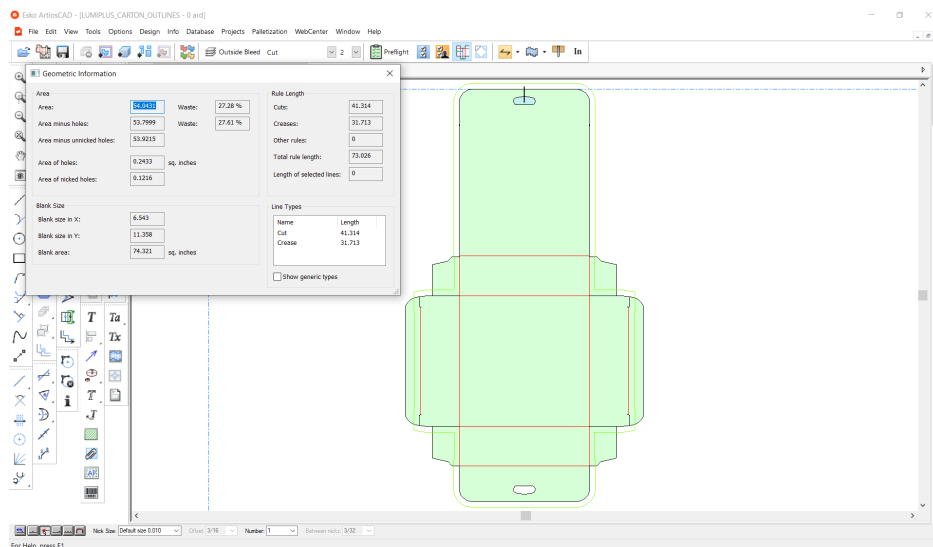 Esko ArtiosCAD - [LUMIPLUS_CARTON_OUTLINES - 0 ard]
File Edit View Tools Options Design Info Database Projects Palletization WebCenter Window Help
Outside Bleed Cut 2 Preflight In
Geometric Information
Area
Area: 54.0431 Waste: 27.28 %
Area minus holes: 53.7999 Waste: 27.61 %
Area minus unnicked holes: 53.9215
Area of holes: 0.2433 sq. inches
Area of nicked holes: 0.1216
Blank Size
Blank size in X: 6.543
Blank size in Y: 11.358
Blank area: 74.321 sq. inches
Rule Length
Cuts: 41.314
Creases: 31.713
Other rules: 0
Total rule length: 73.026
Length of selected lines: 0
Line Types
Name Length
Cut 41.314
Crease 31.713
Show generic types
T Ta
Tx
T
T
AP
Nick Size: Default size 0.010 Offset: 3/16 Number: 1 Between nicks: 3/32
For Help, press F1